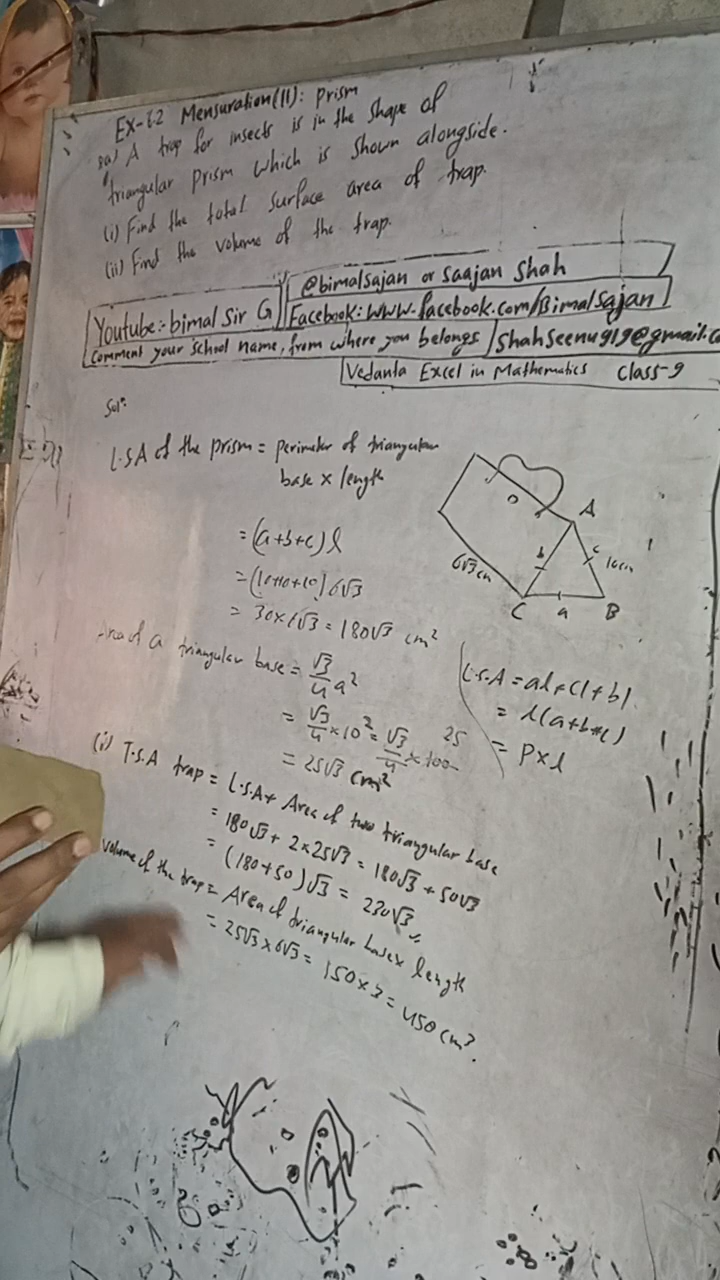 EX-6.2 Mensuration(II): Prism
A trap for insects is in the shape of
triangular prism which is shown alongside.
(i) Find the total surface area of trap.
(ii) Find the volume of the trap.
@bimalsajan or saajan shah
Youtube:- bimal Sir G
Facebook: WWW.facebook.com/Bimalsajan
comment your school name, from where you belongs
shahseenu919@gmail.co
Vedanta Excel in Mathematics Class-9
Solⁿ:
L.S.A of the prism = perimeter of triangular
base × length
= (a+b+c) l
= (10+10+10) 6√3
= 30×6√3 = 180√3 cm²
A
b
c
10cm
6√3 cm
C a B
Area of a triangular base = √3/4 a²
= √3/4 ×10² = √3/4 × 100 25
= 25√3 cm²
L.S.A = al + cl + bl
= l(a+b+c)
= P×l
(i) T.S.A trap = L.S.A + Area of two triangular base
= 180√3 + 2×25√3 = 180√3 + 50√3
= (180+50)√3 = 230√3
Volume of the trap = Area of triangular base × length
= 25√3 × 6√3 = 150×3 = 450 cm³.